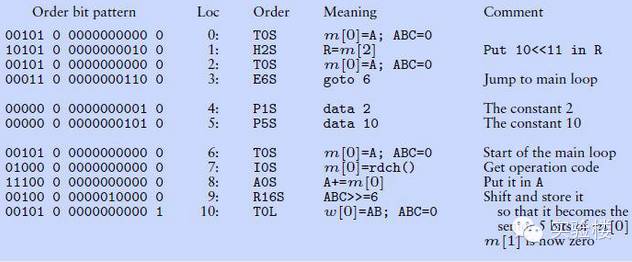 Order bit pattern Loc Order Meaning Comment
00101 0 0000000000 0 0: T0S m[0]=A; ABC=0
10101 0 0000000010 0 1: H2S R=m[2] Put 10<<11 in R
00101 0 0000000000 0 2: T0S m[0]=A; ABC=0
00011 0 0000000110 0 3: E6S goto 6 Jump to main loop
00000 0 0000000001 0 4: P1S data 2 The constant 2
00000 0 0000000101 0 5: P5S data 10 The constant 10
00101 0 0000000000 0 6: T0S m[0]=A; ABC=0 Start of the main loop
01000 0 0000000000 0 7: I0S m[0]=rdch() Get operation code
11100 0 0000000000 0 8: A0S A+=m[0] Put it in A
00100 0 0000010000 0 9: R16S ABC>>=6 Shift and store it
00101 0 0000000000 1 10: T0L w[0]=AB; ABC=0 so that it becomes the
5 bits of m[0]
m[1] is now zero
实验楼